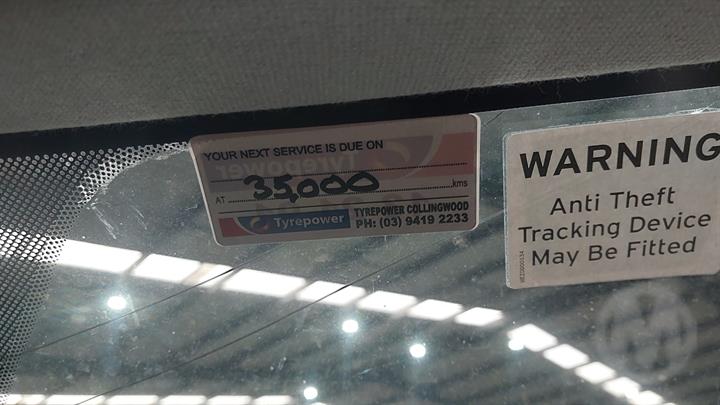 YOUR NEXT SERVICE IS DUE ON
AT 35,000 kms
Tyrepower
TYREPOWER COLLINGWOOD
PH: (03) 9419 2233
WARNING
Anti Theft
Tracking Device
May Be Fitted